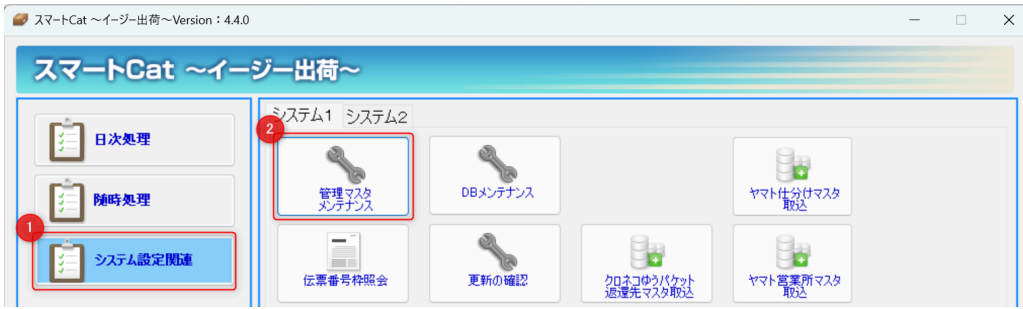 スマートCat ～イージー出荷～Version：4.4.0
スマートCat ～イージー出荷～
日次処理
随時処理
1
システム設定関連
システム1 システム2
2
管理マスタ
メンテナンス
DBメンテナンス
ヤマト仕分けマスタ
取込
伝票番号枠照会
更新の確認
クロネコゆうパケット
返還先マスタ取込
ヤマト営業所マスタ
取込